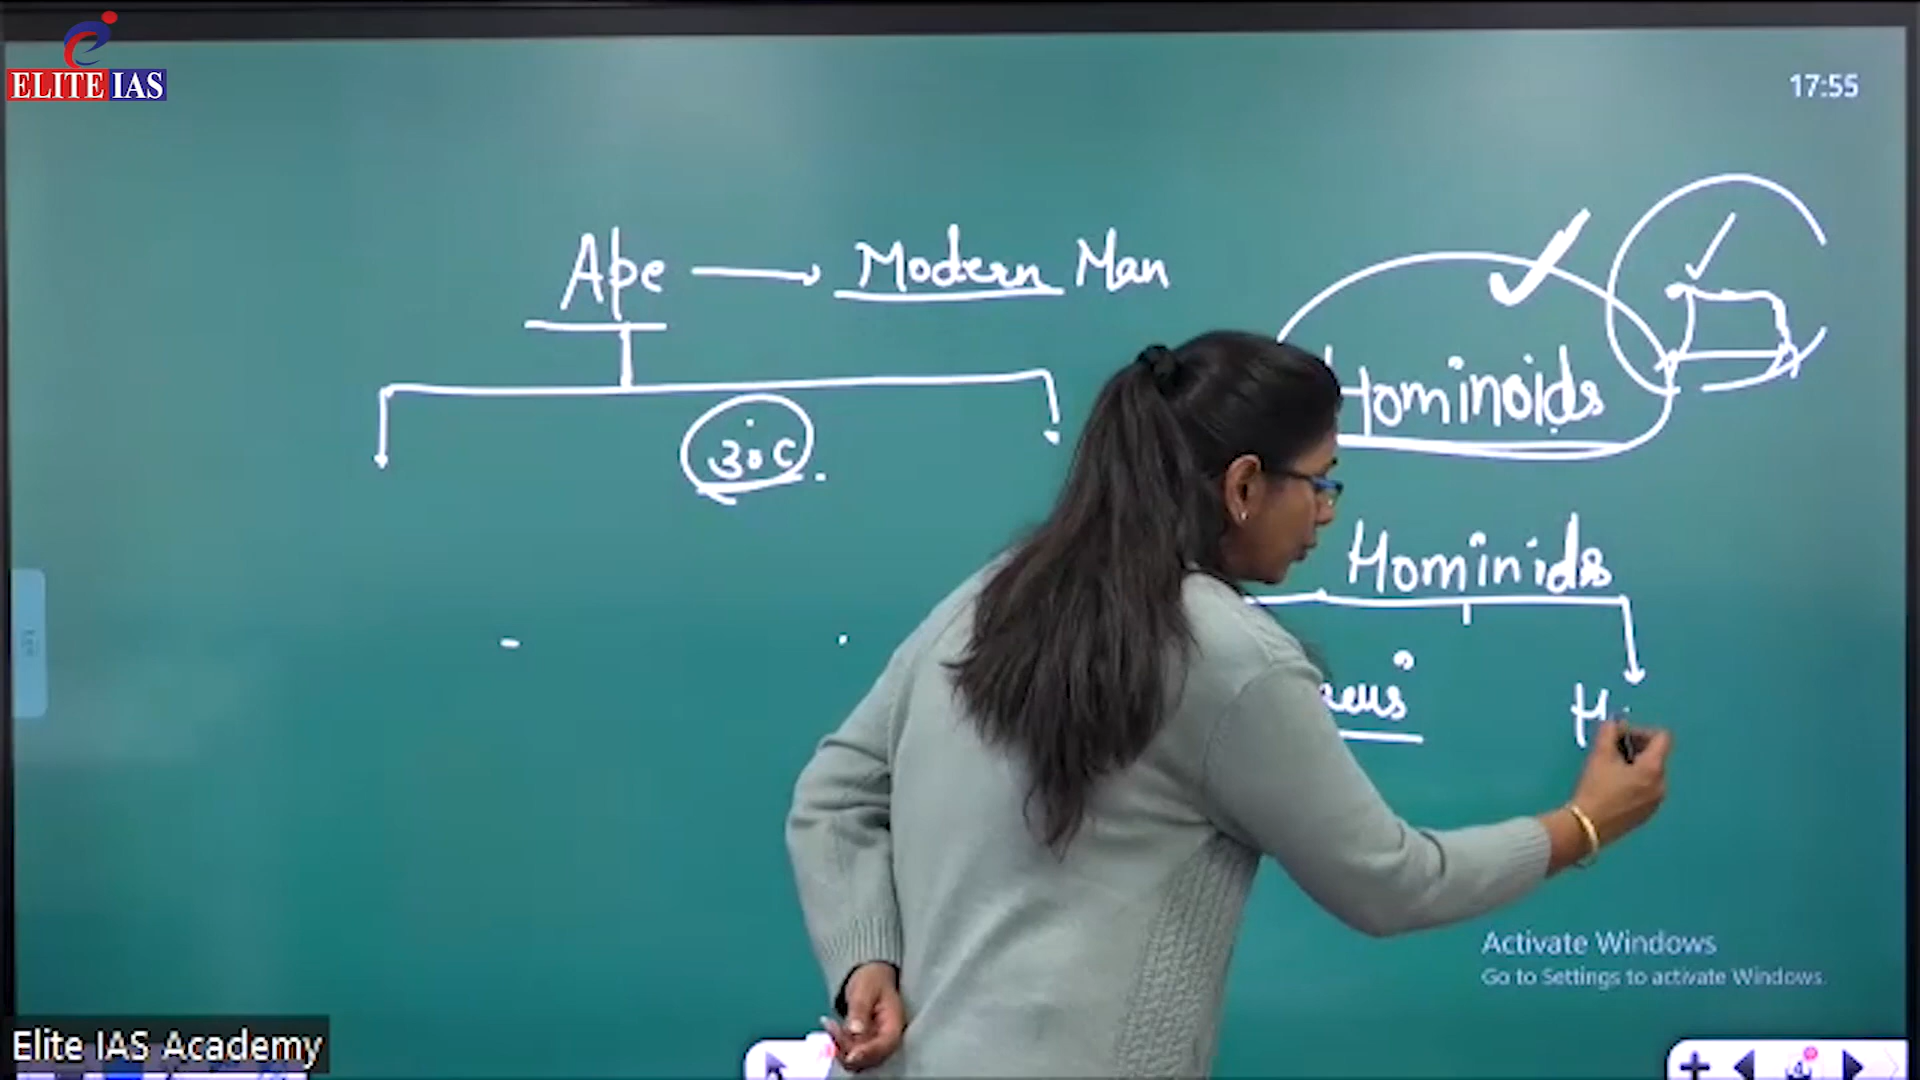 ELITE IAS
17:55
Ape → Modern Man
30c.
Hominoids
Hominids
Activate Windows
Go to Settings to activate Windows.
Elite IAS Academy